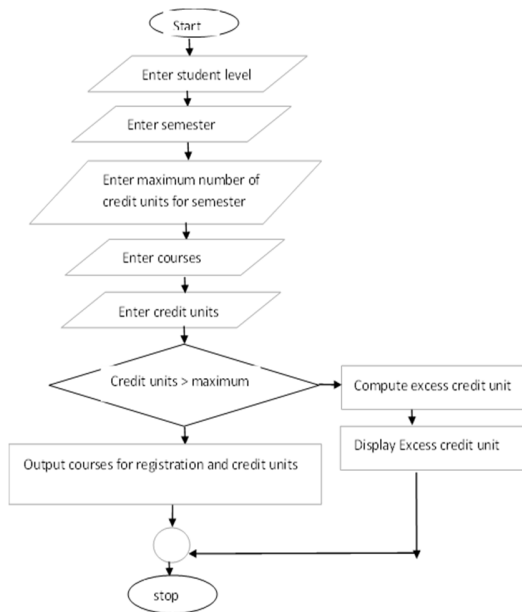 Start
Enter student level
Enter semester
Enter maximum number of
credit units for semester
Enter courses
Enter credit units
Credit units > maximum
Compute excess credit unit
Display Excess credit unit
Output courses for registration and credit units
stop